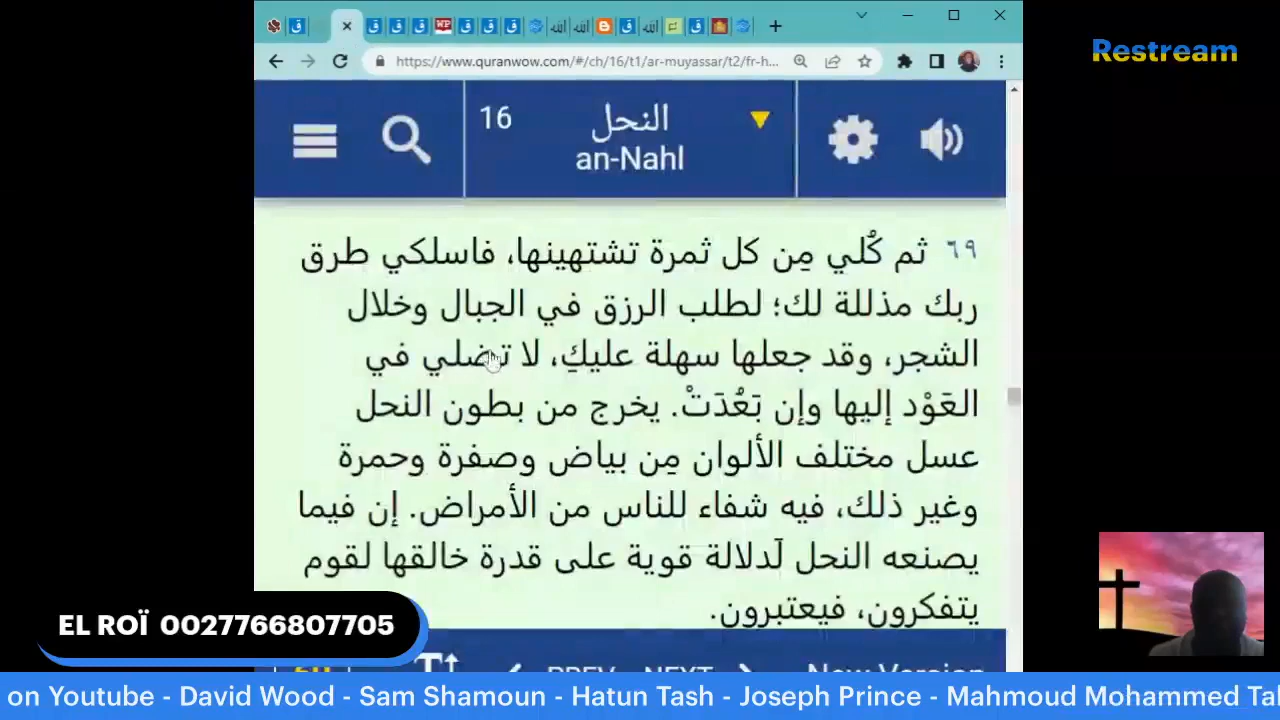 https://www.quranwow.com/#/ch/16/t1/ar-muyassar/t2/fr-h...
Restream
16
النحل
an-Nahl
٦٩ ثم كُلي مِن كل ثمرة تشتهينها، فاسلكي طرق
ربك مذللة لك؛ لطلب الرزق في الجبال وخلال
الشجر، وقد جعلها سهلة عليكِ، لا تضلي في
العَوْد إليها وإن بَعُدَتْ. يخرج من بطون النحل
عسل مختلف الألوان مِن بياض وصفرة وحمرة
وغير ذلك، فيه شفاء للناس من الأمراض. إن فيما
يصنعه النحل لَدلالة قوية على قدرة خالقها لقوم
يتفكرون، فيعتبرون.
EL ROÏ 0027766807705
PREV NEXT New Version
on Youtube - David Wood - Sam Shamoun - Hatun Tash - Joseph Prince - Mahmoud Mohammed